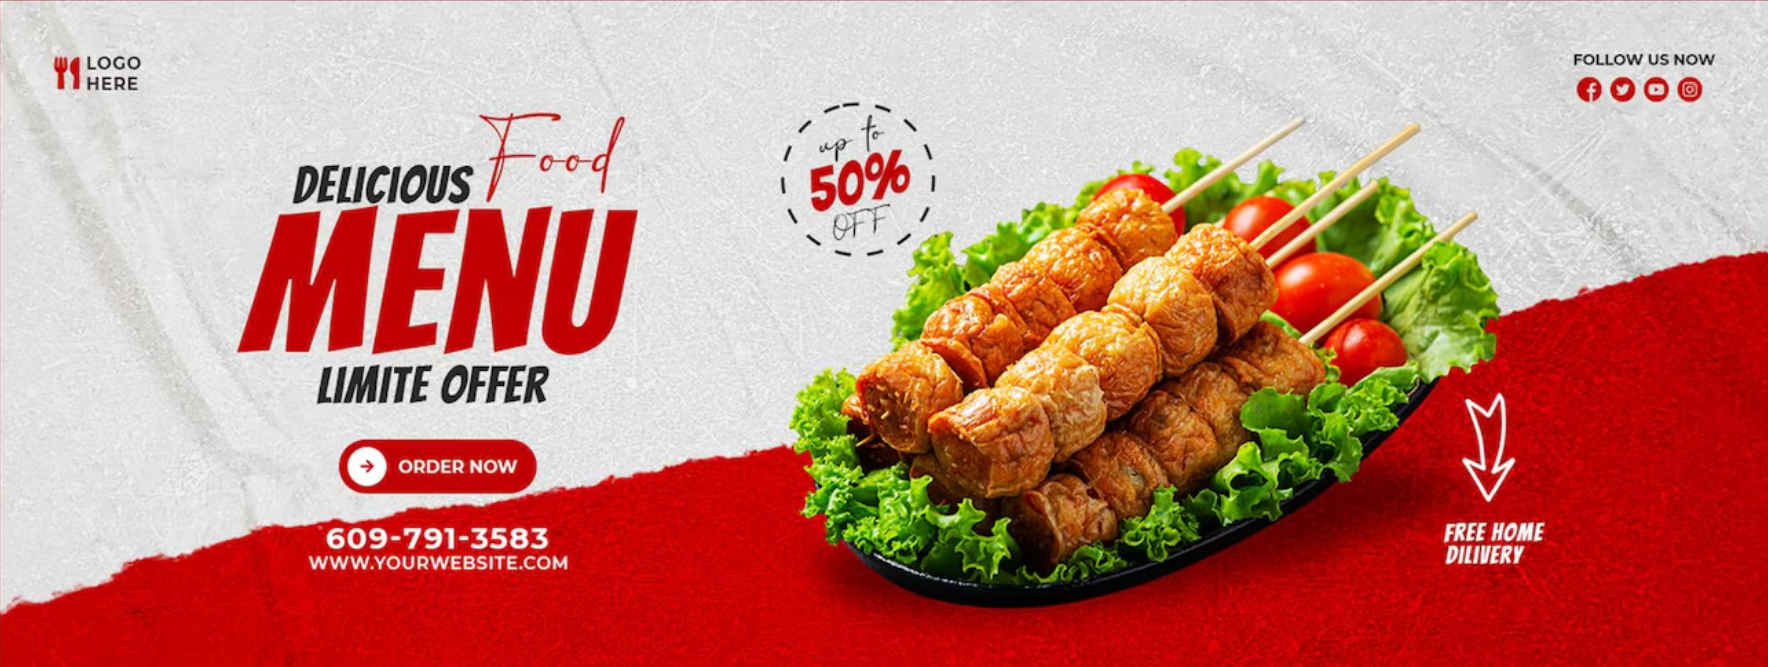 LOGO
HERE
FOLLOW US NOW
DELICIOUS Food
MENU
LIMITE OFFER
up to
50%
OFF
ORDER NOW
609-791-3583
WWW.YOURWEBSITE.COM
FREE HOME
DILIVERY